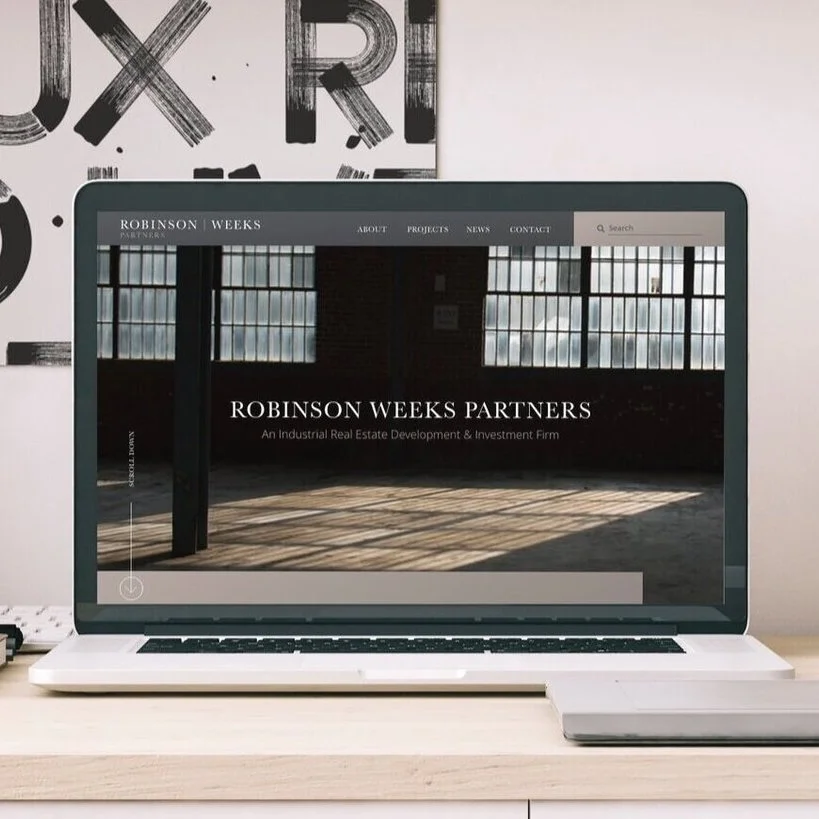 UX RI
ROBINSON | WEEKS
PARTNERS
ABOUT PROJECTS NEWS CONTACT
Search
ROBINSON WEEKS PARTNERS
An Industrial Real Estate Development & Investment Firm
SCROLL DOWN